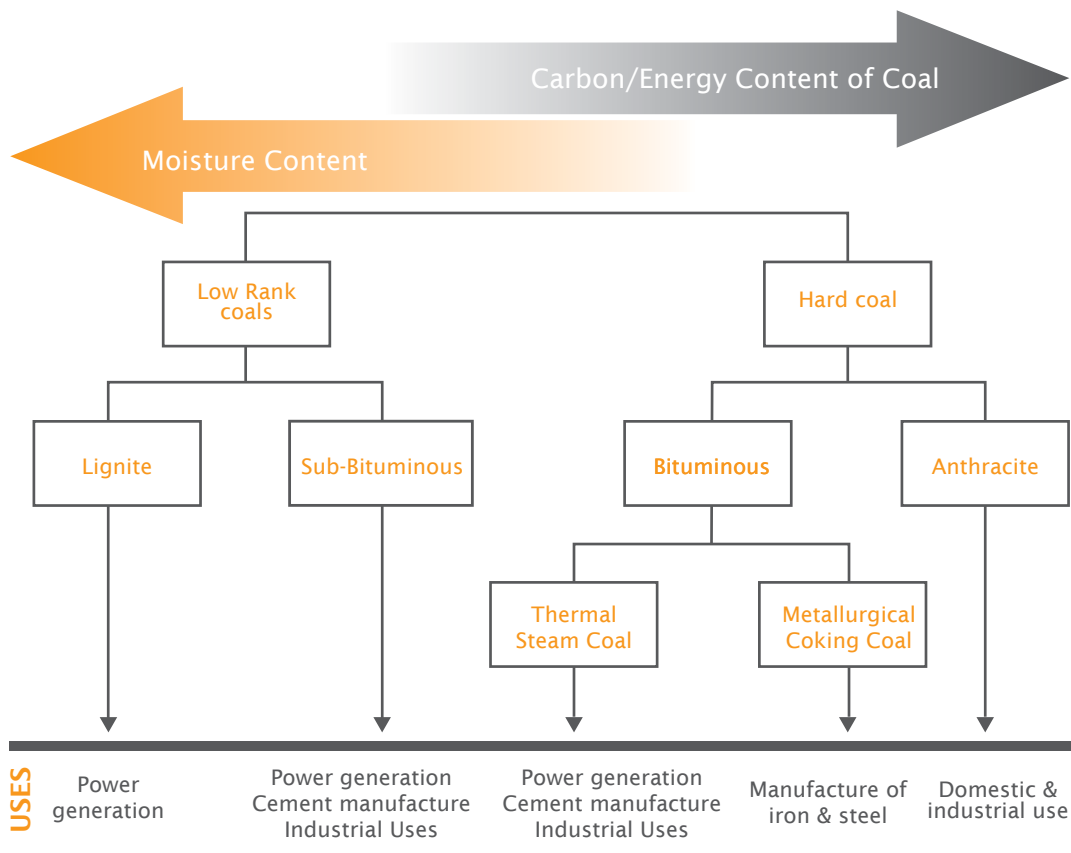 Carbon/Energy Content of Coal
Moisture Content
Low Rank
coals
Hard coal
Lignite
Sub-Bituminous
Bituminous
Anthracite
Thermal
Steam Coal
Metallurgical
Coking Coal
USES
Power
generation
Power generation
Cement manufacture
Industrial Uses
Power generation
Cement manufacture
Industrial Uses
Manufacture of
iron & steel
Domestic &
industrial use